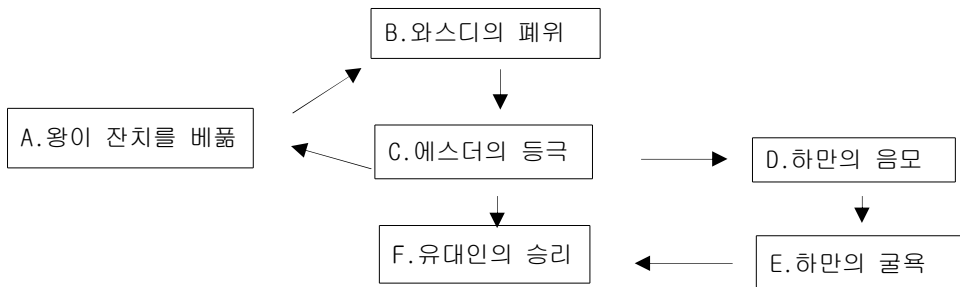 B.와스디의 폐위
A.왕이 잔치를 베풂
C.에스더의 등극
D.하만의 음모
F.유대인의 승리
E.하만의 굴욕